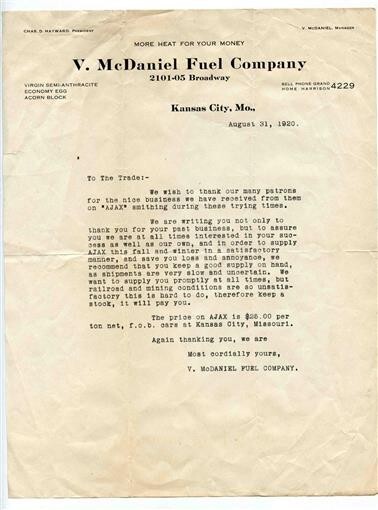 CHAS. D. HAYWARD, PRESIDENT
V. McDANIEL, MANAGER
MORE HEAT FOR YOUR MONEY
V. McDaniel Fuel Company
2101-05 Broadway
VIRGIN SEMI-ANTHRACITE
ECONOMY EGG
ACORN BLOCK
BELL PHONE GRAND
HOME HARRISON 4229
Kansas City, Mo.,
August 31, 1920.
To The Trade:-
We wish to thank our many patrons
for the nice business we have received from them
on "AJAX" smithing during these trying times.
We are writing you not only to
thank you for your past business, but to assure
you we are at all times interested in your suc-
cess as well as our own, and in order to supply
AJAX this fall and winter in a satisfactory
manner, and save you loss and annoyance, we
recommend that you keep a good supply on hand,
as shipments are very slow and uncertain. We
want to supply you promptly at all times, but
railroad and mining conditions are so unsatis-
factory this is hard to do, therefore keep a
stock, it will pay you.
The price on AJAX is $25.00 per
ton net, f.o.b. cars at Kansas City, Missouri.
Again thanking you, we are
Most cordially yours,
V. McDANIEL FUEL COMPANY.